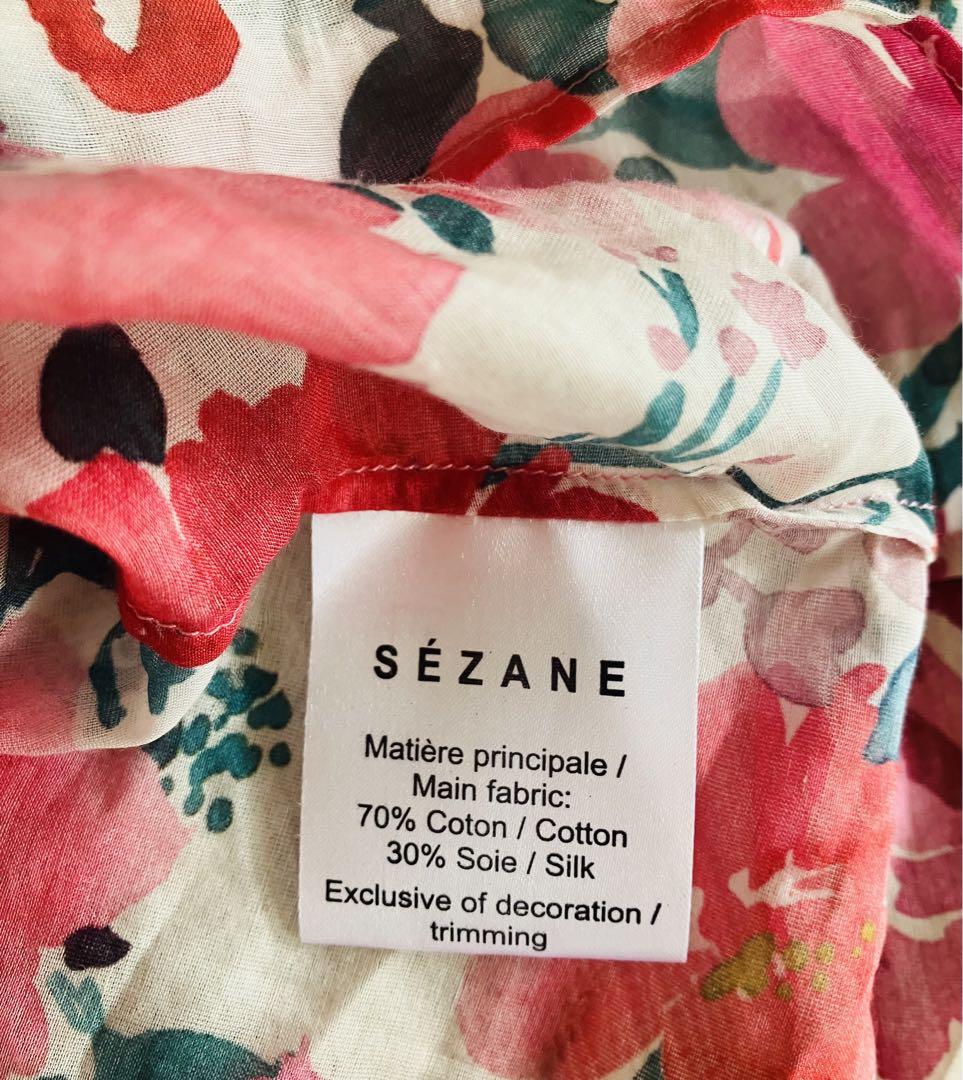 SÉZANE
Matière principale /
Main fabric:
70% Coton / Cotton
30% Soie / Silk
Exclusive of decoration /
trimming